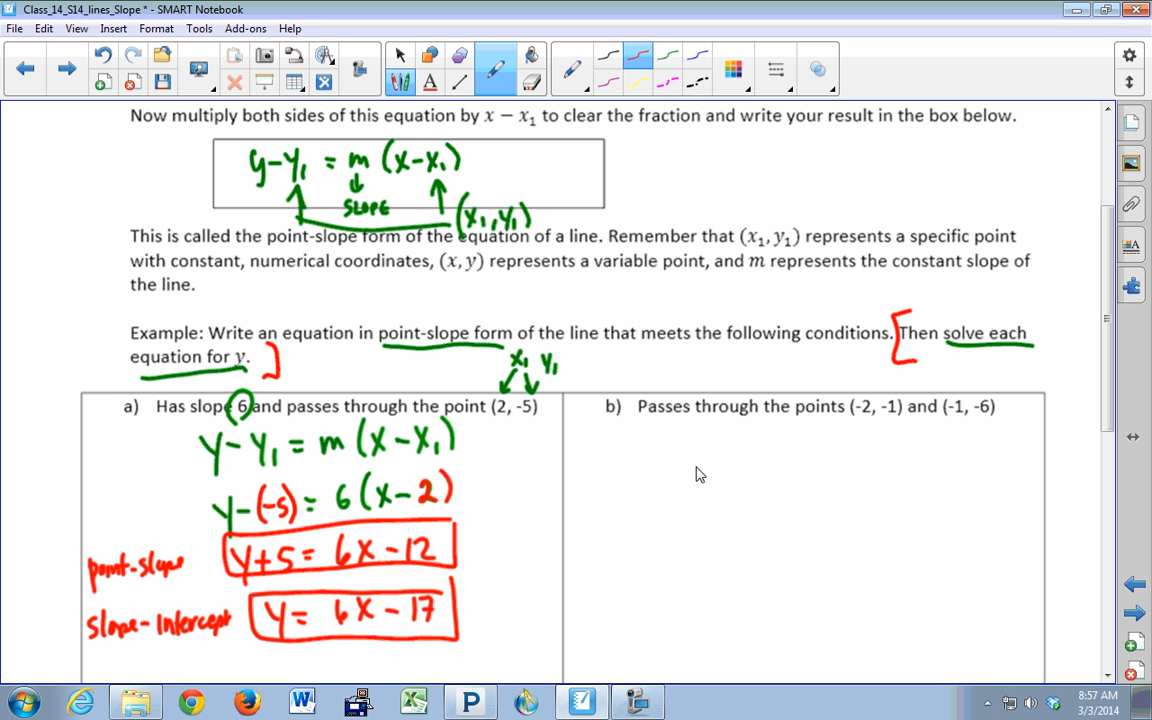 Class_14_S14_lines_Slope * - SMART Notebook
File Edit View Insert Format Tools Add-ons Help
Now multiply both sides of this equation by x − x₁ to clear the fraction and write your result in the box below.
y-y₁ = m (x-x₁)
SLOPE
(x₁,y₁)
This is called the point-slope form of the equation of a line. Remember that (x₁, y₁) represents a specific point
with constant, numerical coordinates, (x, y) represents a variable point, and m represents the constant slope of
the line.
Example: Write an equation in point-slope form of the line that meets the following conditions. [Then solve each
equation for y. ]
x₁ y₁
a) Has slope 6 and passes through the point (2, -5)
y-y₁ = m (x-x₁)
y-(-5) = 6 (x-2)
point-slope y+5 = 6x-12
slope-intercept y = 6x-17
b) Passes through the points (-2, -1) and (-1, -6)
8:57 AM
3/3/2014